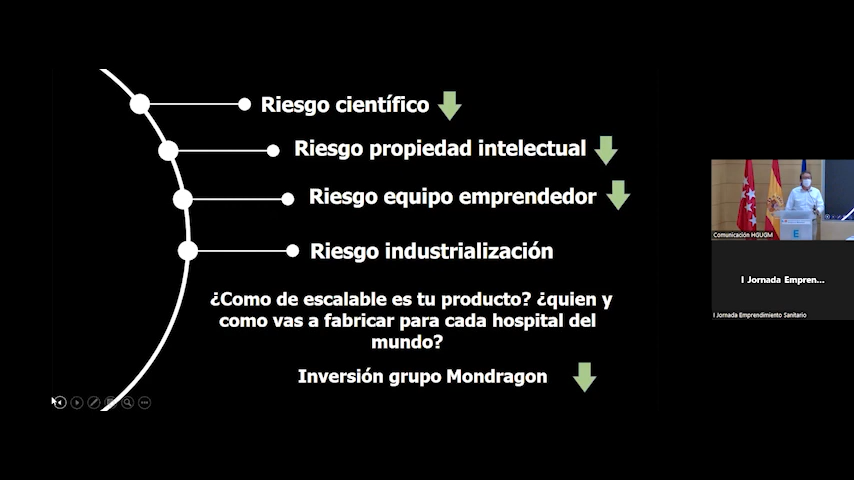 Riesgo científico
Riesgo propiedad intelectual
Riesgo equipo emprendedor
Riesgo industrialización
¿Como de escalable es tu producto? ¿quien y
como vas a fabricar para cada hospital del
mundo?
Inversión grupo Mondragon
Comunicación HGUGM
I Jornada Empren...
I Jornada Emprendimiento Sanitario
E